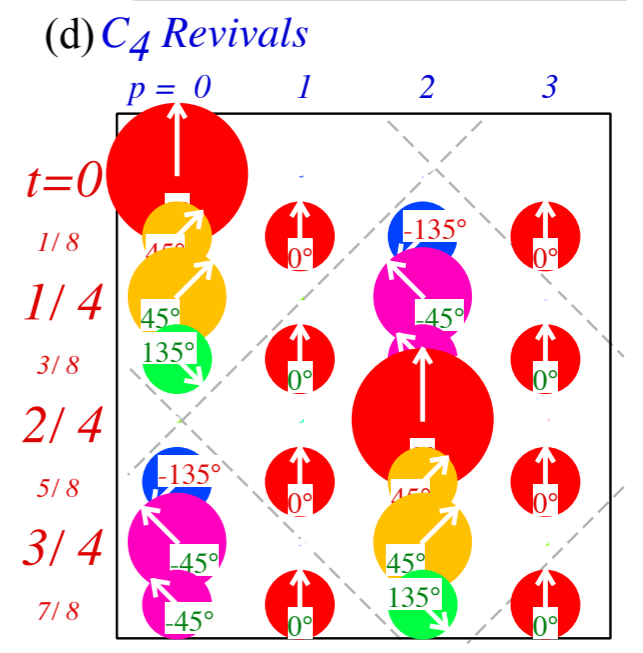 (d) C4 Revivals
p = 0 1 2 3
t=0
1/8 45° 0° -135° 0°
1/4 45° -45°
3/8 135° 0° 0°
2/4
5/8 -135° 0° 45° 0°
3/4 -45° 45°
7/8 -45° 0° 135° 0°